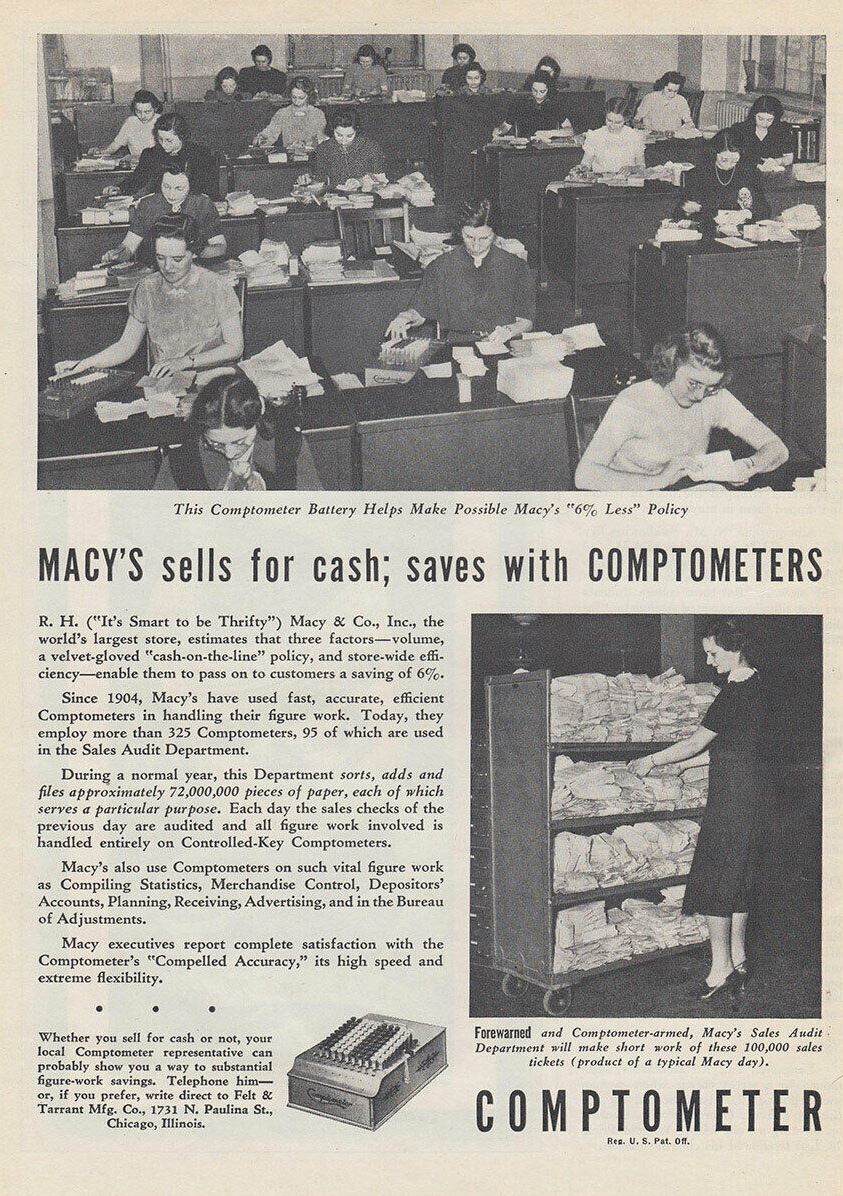 This Comptometer Battery Helps Make Possible Macy's "6% Less" Policy
MACY'S sells for cash; saves with COMPTOMETERS
R. H. ("It's Smart to be Thrifty") Macy & Co., Inc., the
world's largest store, estimates that three factors—volume,
a velvet-gloved "cash-on-the-line" policy, and store-wide effi-
ciency—enable them to pass on to customers a saving of 6%.
Since 1904, Macy's have used fast, accurate, efficient
Comptometers in handling their figure work. Today, they
employ more than 325 Comptometers, 95 of which are used
in the Sales Audit Department.
During a normal year, this Department sorts, adds and
files approximately 72,000,000 pieces of paper, each of which
serves a particular purpose. Each day the sales checks of the
previous day are audited and all figure work involved is
handled entirely on Controlled-Key Comptometers.
Macy's also use Comptometers on such vital figure work
as Compiling Statistics, Merchandise Control, Depositors'
Accounts, Planning, Receiving, Advertising, and in the Bureau
of Adjustments.
Macy executives report complete satisfaction with the
Comptometer's "Compelled Accuracy," its high speed and
extreme flexibility.
• • •
Whether you sell for cash or not, your
local Comptometer representative can
probably show you a way to substantial
figure-work savings. Telephone him—
or, if you prefer, write direct to Felt &
Tarrant Mfg. Co., 1731 N. Paulina St.,
Chicago, Illinois.
Comptometer
Forewarned and Comptometer-armed, Macy's Sales Audit
Department will make short work of these 100,000 sales
tickets (product of a typical Macy day).
COMPTOMETER
Reg. U. S. Pat. Off.